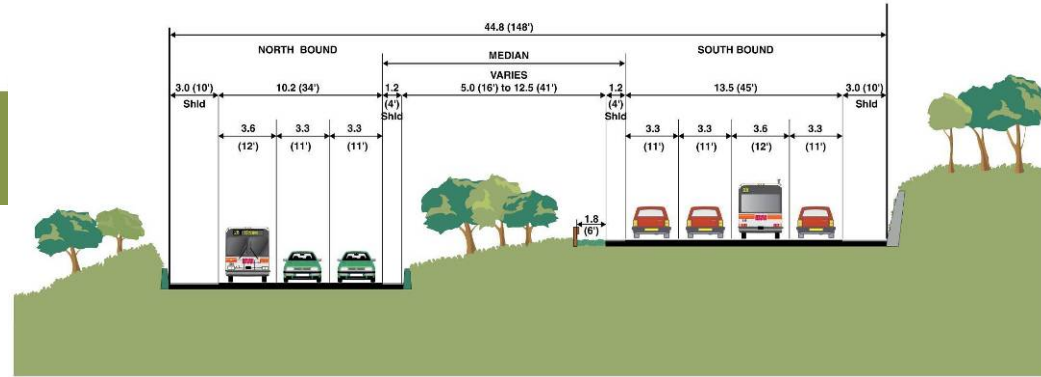 44.8 (148')
NORTH BOUND
SOUTH BOUND
MEDIAN
VARIES
3.0 (10')
Shld
10.2 (34')
1.2
(4')
Shld
5.0 (16') to 12.5 (41')
1.2
(4')
Shld
13.5 (45')
3.0 (10')
Shld
3.6
(12')
3.3
(11')
3.3
(11')
3.3
(11')
3.3
(11')
3.6
(12')
3.3
(11')
1.8
(6')